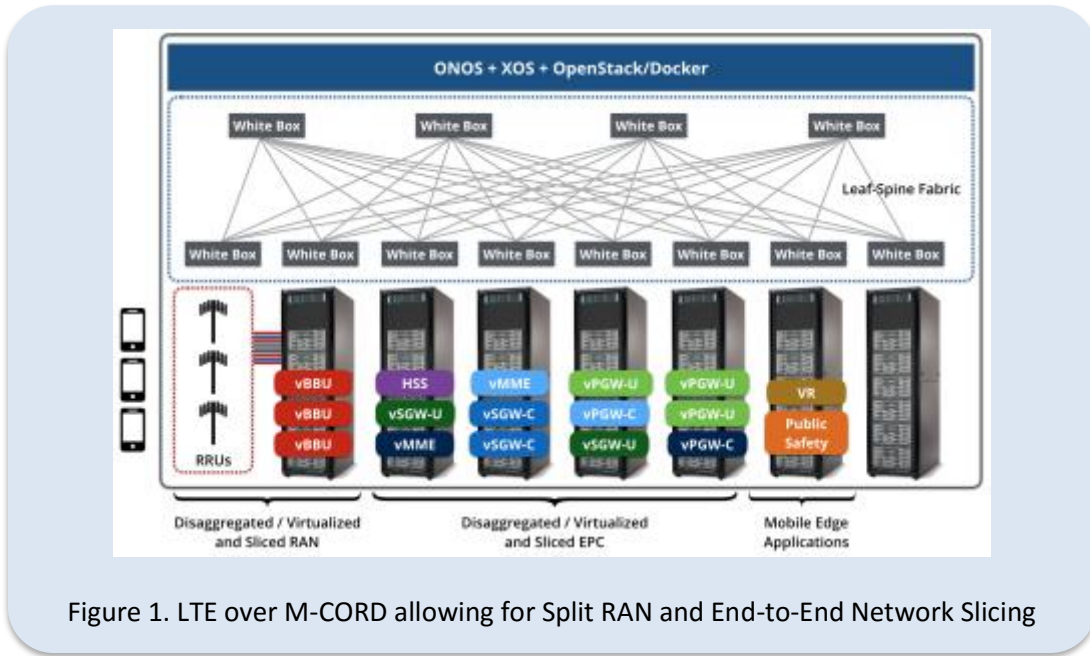 ONOS + XOS + OpenStack/Docker
White Box White Box White Box White Box
Leaf-Spine Fabric
White Box White Box White Box White Box White Box White Box White Box White Box
vBBU HSS vMME vPGW-U vPGW-U VR
vBBU vSGW-U vSGW-C vPGW-C vPGW-U Public
Safety
vBBU vMME vSGW-C vSGW-U vPGW-C
RRUs
Disaggregated / Virtualized
and Sliced RAN
Disaggregated / Virtualized
and Sliced EPC
Mobile Edge
Applications
Figure 1. LTE over M-CORD allowing for Split RAN and End-to-End Network Slicing